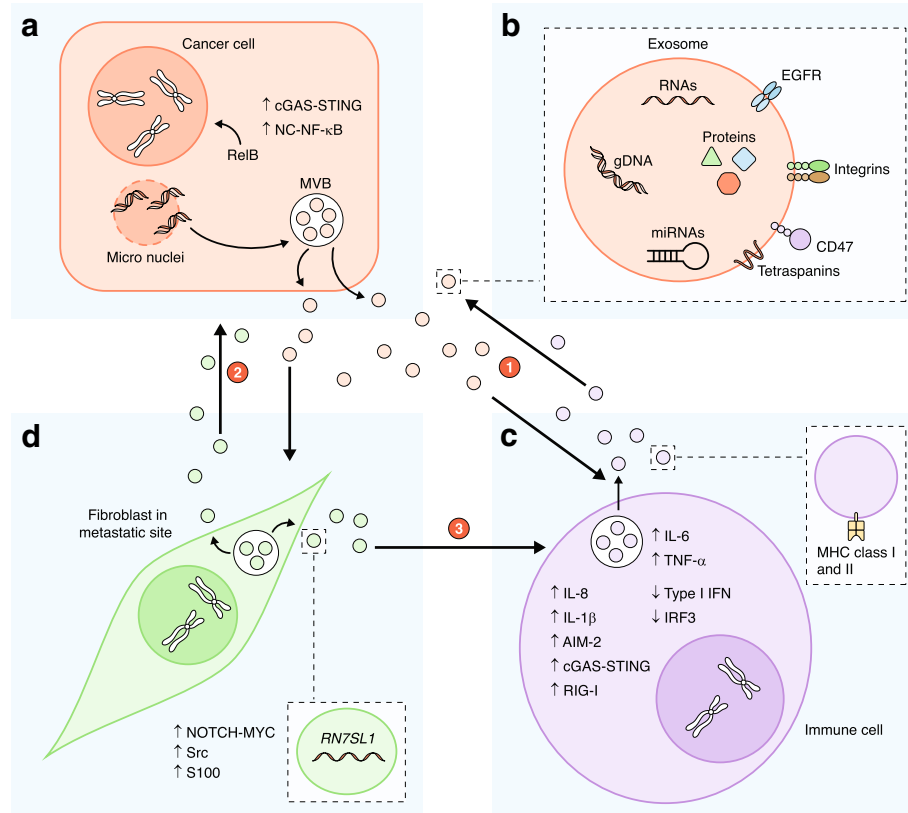 a
Cancer cell
↑ cGAS-STING
↑ NC-NF-κB
RelB
MVB
Micro nuclei
b
Exosome
EGFR
RNAs
Proteins
gDNA
Integrins
miRNAs
CD47
Tetraspanins
1
2
d
Fibroblast in
metastatic site
3
↑ NOTCH-MYC
↑ Src
↑ S100
RN7SL1
c
↑ IL-6
↑ TNF-α
↑ IL-8
↓ Type I IFN
↑ IL-1β
↓ IRF3
↑ AIM-2
↑ cGAS-STING
↑ RIG-I
MHC class I
and II
Immune cell